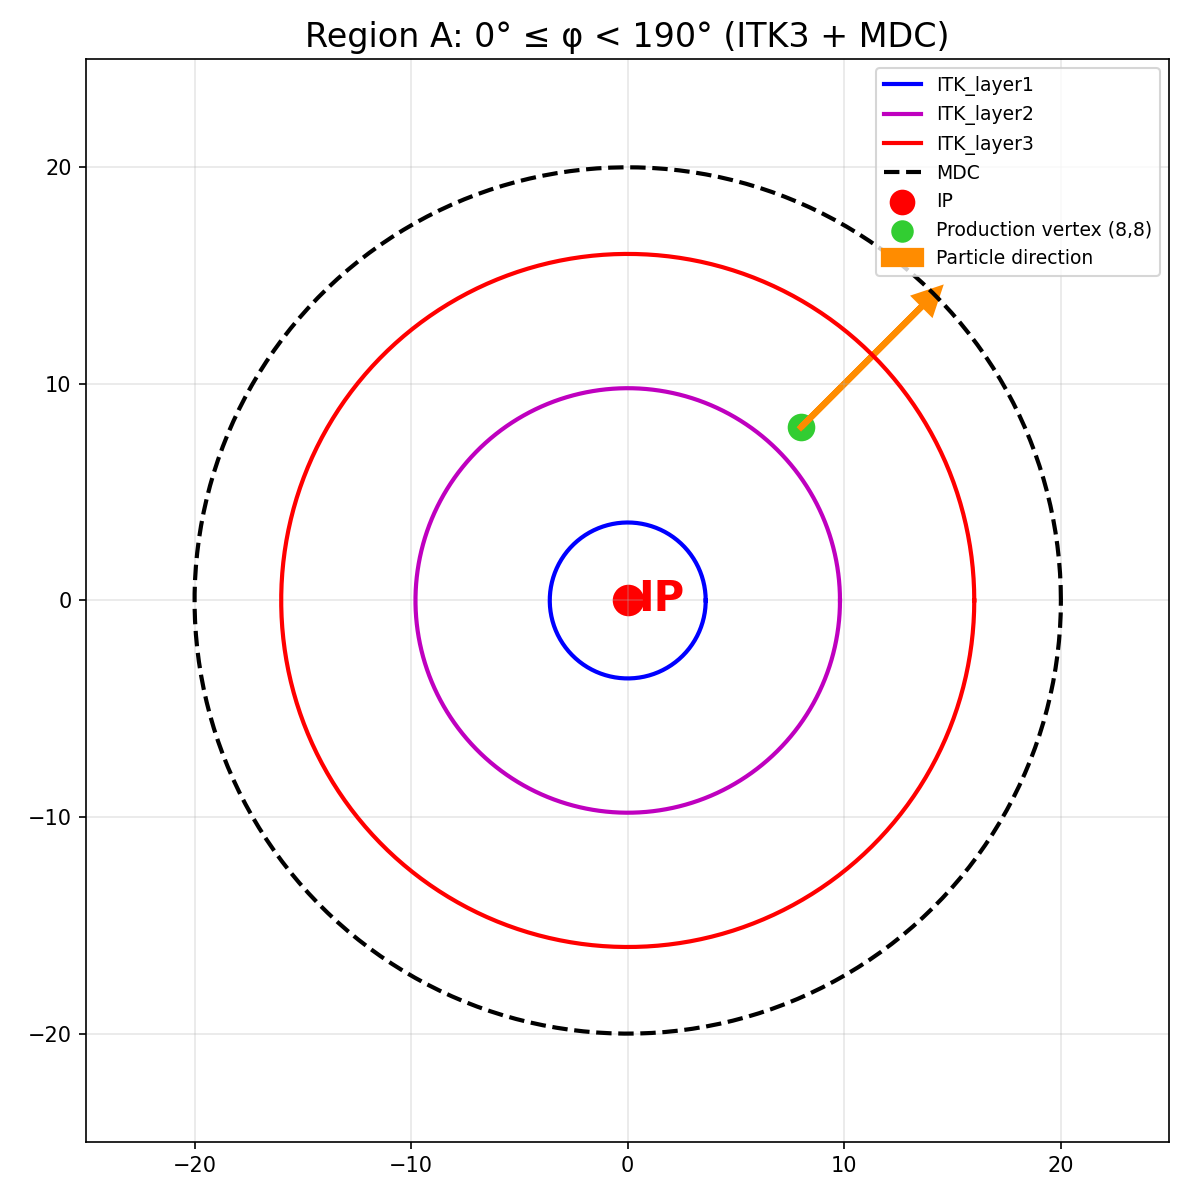 Region A: 0° ≤ φ < 190° (ITK3 + MDC)
ITK_layer1
ITK_layer2
ITK_layer3
MDC
IP
Production vertex (8,8)
Particle direction
20
10
0
−10
−20
IP
−20
−10
0
10
20